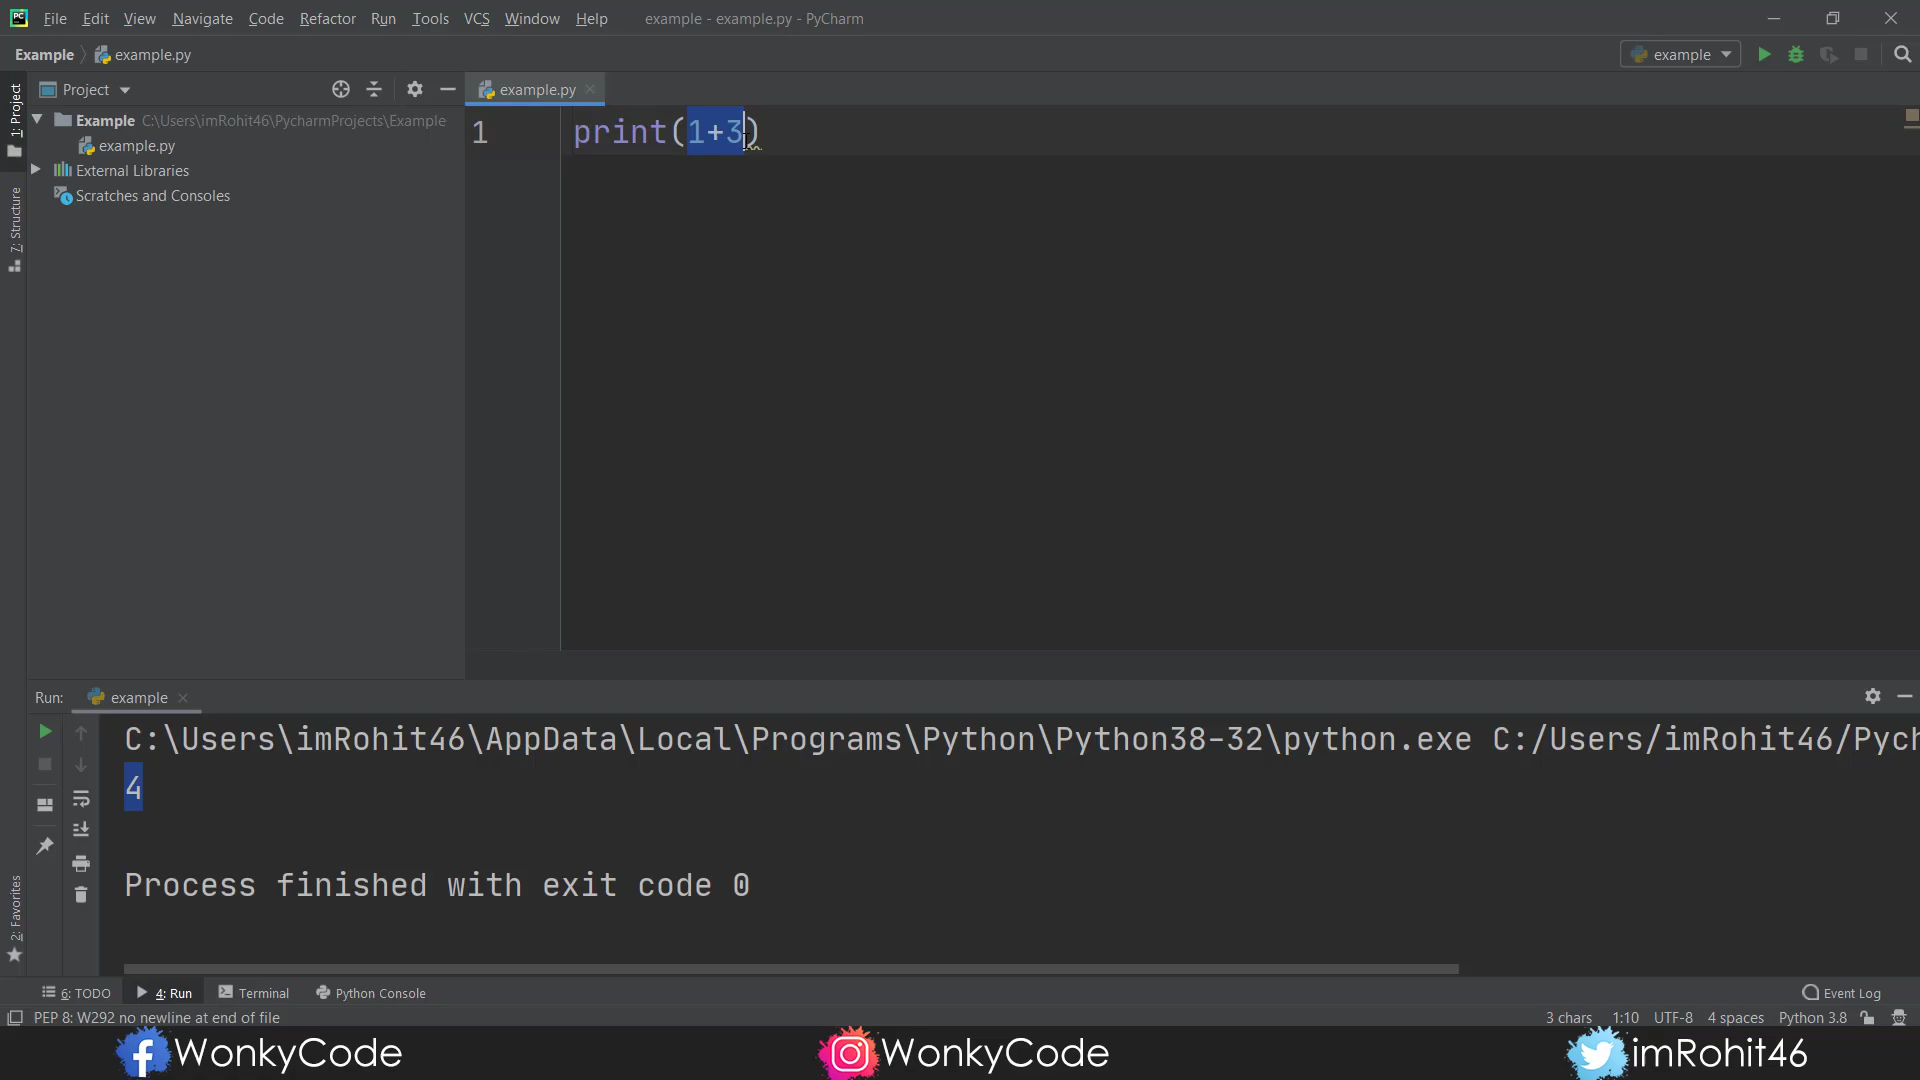 File Edit View Navigate Code Refactor Run Tools VCS Window Help example - example.py - PyCharm
Example example.py example
1: Project
7: Structure
2: Favorites
Project
Example C:\Users\imRohit46\PycharmProjects\Example
example.py
External Libraries
Scratches and Consoles
example.py
1 print(1+3)
Run: example
C:\Users\imRohit46\AppData\Local\Programs\Python\Python38-32\python.exe C:/Users/imRohit46/Pych
4
Process finished with exit code 0
6: TODO 4: Run Terminal Python Console Event Log
PEP 8: W292 no newline at end of file 3 chars 1:10 UTF-8 4 spaces Python 3.8
WonkyCode WonkyCode imRohit46